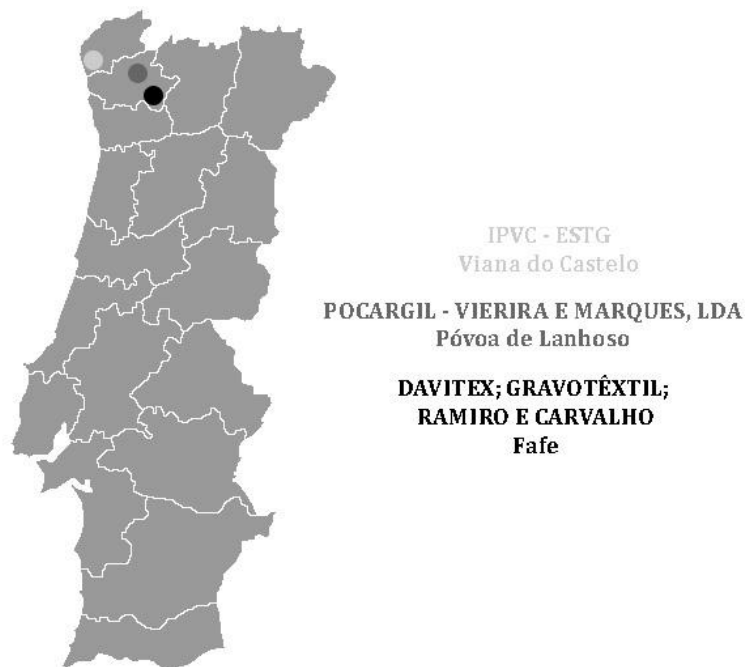 IPVC - ESTG
Viana do Castelo
POCARGIL - VIERIRA E MARQUES, LDA
Póvoa de Lanhoso
DAVITEX; GRAVOTÊXTIL;
RAMIRO E CARVALHO
Fafe